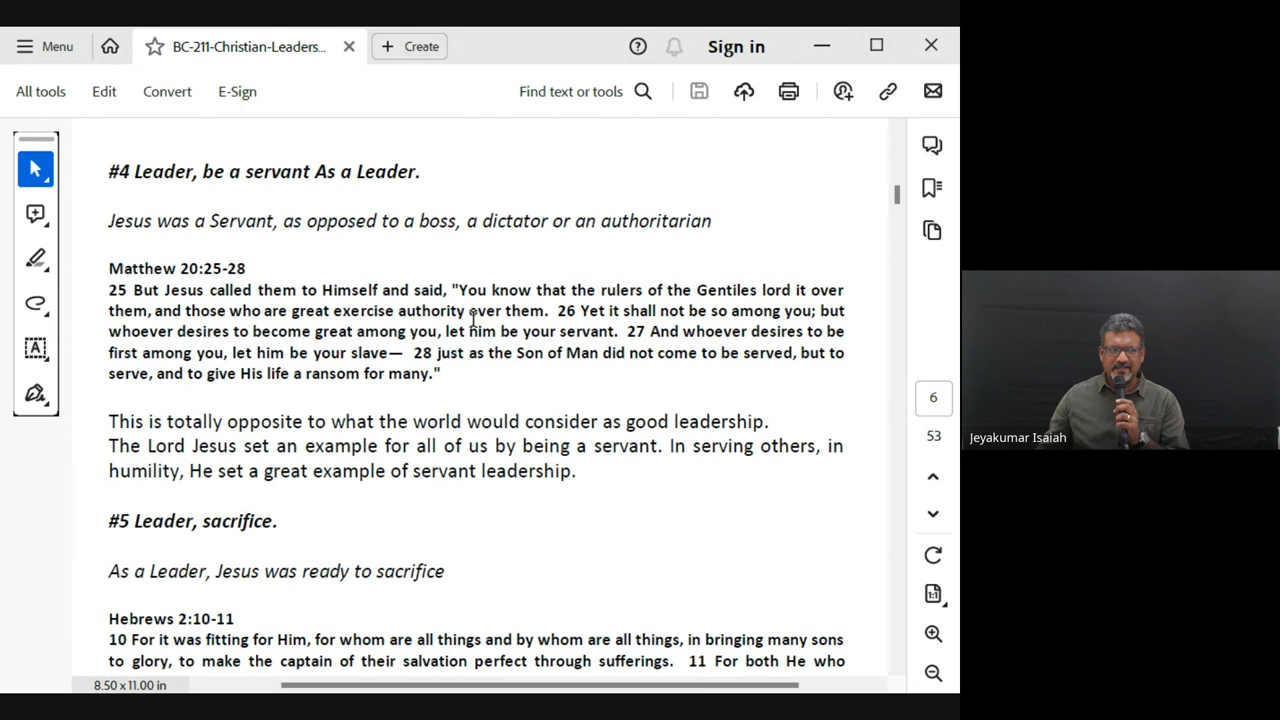 Menu
BC-211-Christian-Leaders...
Create
Sign in
All tools
Edit
Convert
E-Sign
Find text or tools
#4 Leader, be a servant As a Leader.
Jesus was a Servant, as opposed to a boss, a dictator or an authoritarian
Matthew 20:25-28
25 But Jesus called them to Himself and said, "You know that the rulers of the Gentiles lord it over
them, and those who are great exercise authority over them. 26 Yet it shall not be so among you; but
whoever desires to become great among you, let him be your servant. 27 And whoever desires to be
first among you, let him be your slave— 28 just as the Son of Man did not come to be served, but to
serve, and to give His life a ransom for many."
This is totally opposite to what the world would consider as good leadership.
The Lord Jesus set an example for all of us by being a servant. In serving others, in
humility, He set a great example of servant leadership.
#5 Leader, sacrifice.
As a Leader, Jesus was ready to sacrifice
Hebrews 2:10-11
10 For it was fitting for Him, for whom are all things and by whom are all things, in bringing many sons
to glory, to make the captain of their salvation perfect through sufferings. 11 For both He who
8.50 x 11.00 in
6
53
1:1
Jeyakumar Isaiah